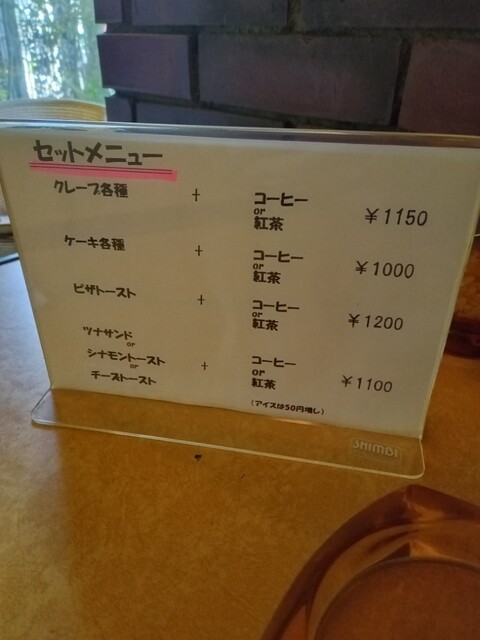 セットメニュー
クレープ各種 + コーヒー or 紅茶 ¥1150
ケーキ各種 + コーヒー or 紅茶 ¥1000
ピザトースト + コーヒー or 紅茶 ¥1200
ツナサンド
or
シナモントースト
or
チーズトースト
+ コーヒー or 紅茶 ¥1100
(アイスは50円増し)
SHIMBI